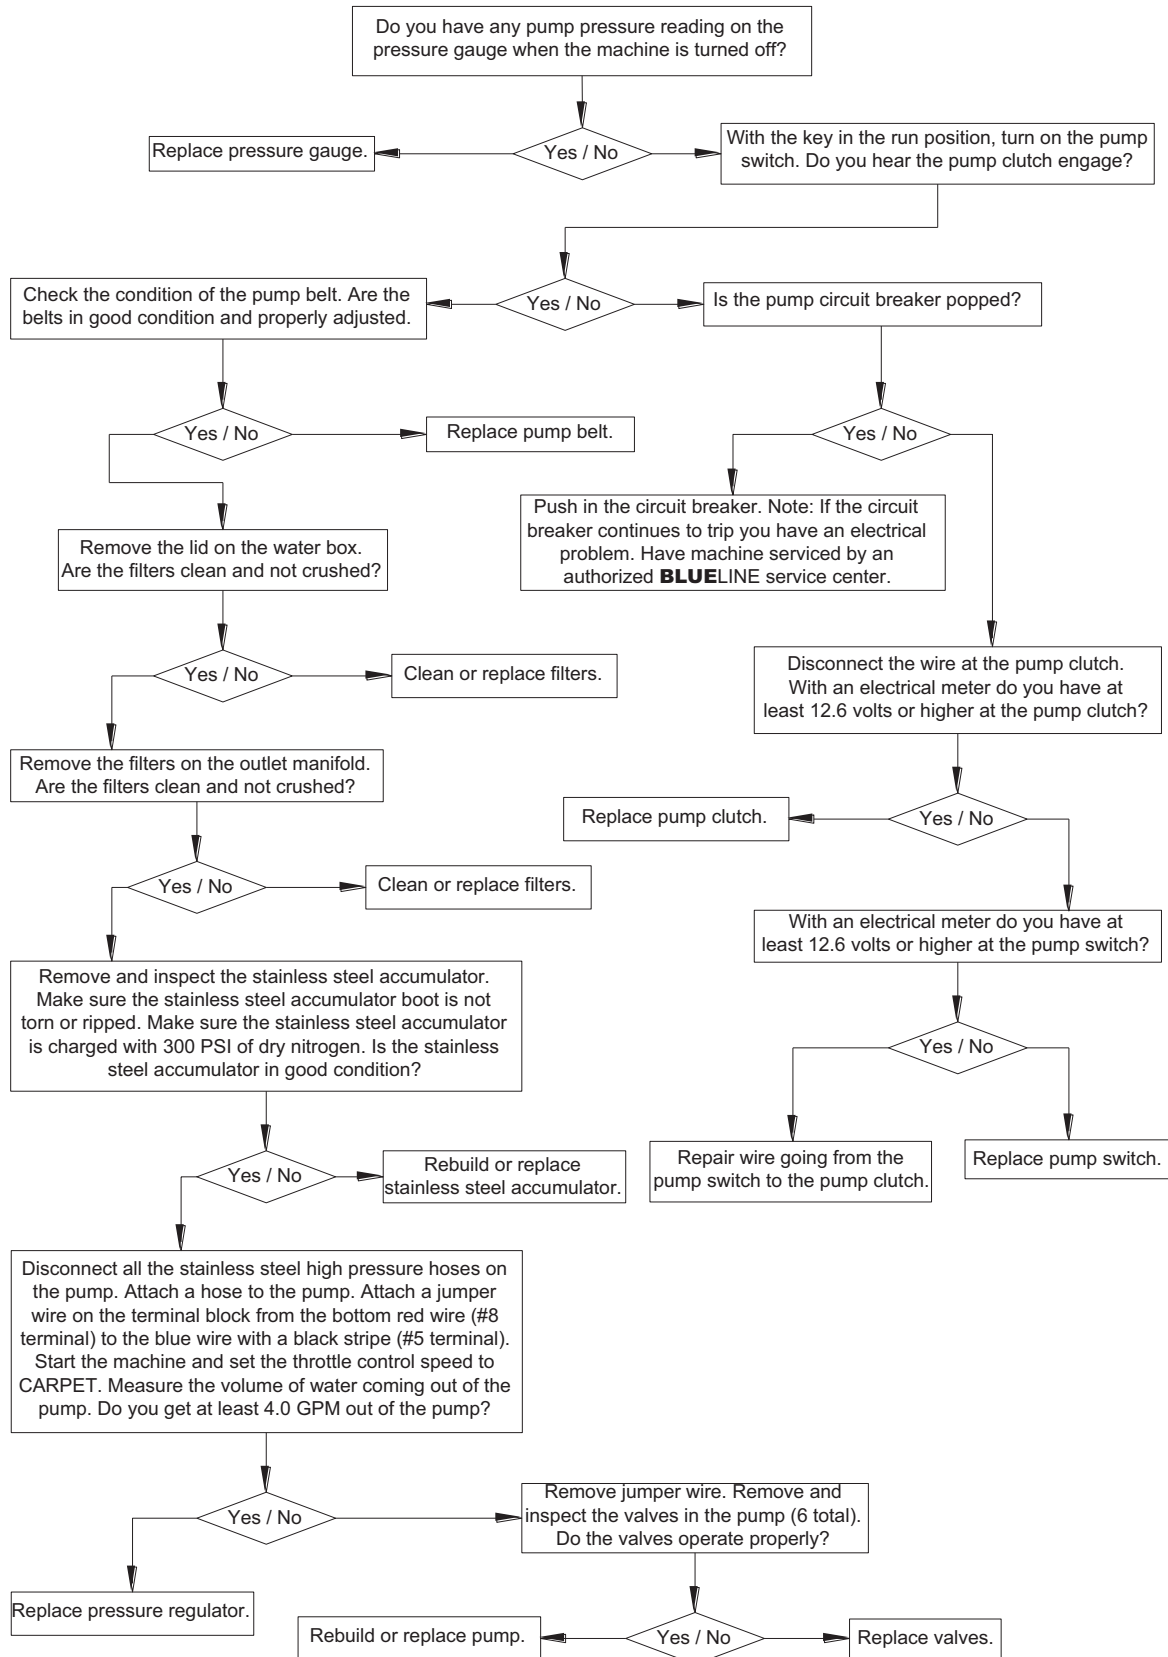 Do you have any pump pressure reading on the
pressure gauge when the machine is turned off?
Replace pressure gauge.
Yes / No
With the key in the run position, turn on the pump
switch. Do you hear the pump clutch engage?
Check the condition of the pump belt. Are the
belts in good condition and properly adjusted.
Yes / No
Is the pump circuit breaker popped?
Yes / No
Replace pump belt.
Yes / No
Push in the circuit breaker. Note: If the circuit
breaker continues to trip you have an electrical
problem. Have machine serviced by an
authorized BLUELINE service center.
Remove the lid on the water box.
Are the filters clean and not crushed?
Yes / No
Clean or replace filters.
Disconnect the wire at the pump clutch.
With an electrical meter do you have at
least 12.6 volts or higher at the pump clutch?
Remove the filters on the outlet manifold.
Are the filters clean and not crushed?
Replace pump clutch.
Yes / No
Yes / No
Clean or replace filters.
With an electrical meter do you have at
least 12.6 volts or higher at the pump switch?
Remove and inspect the stainless steel accumulator.
Make sure the stainless steel accumulator boot is not
torn or ripped. Make sure the stainless steel accumulator
is charged with 300 PSI of dry nitrogen. Is the stainless
steel accumulator in good condition?
Yes / No
Yes / No
Rebuild or replace
stainless steel accumulator.
Repair wire going from the
pump switch to the pump clutch.
Replace pump switch.
Disconnect all the stainless steel high pressure hoses on
the pump. Attach a hose to the pump. Attach a jumper
wire on the terminal block from the bottom red wire (#8
terminal) to the blue wire with a black stripe (#5 terminal).
Start the machine and set the throttle control speed to
CARPET. Measure the volume of water coming out of the
pump. Do you get at least 4.0 GPM out of the pump?
Yes / No
Remove jumper wire. Remove and
inspect the valves in the pump (6 total).
Do the valves operate properly?
Replace pressure regulator.
Rebuild or replace pump.
Yes / No
Replace valves.